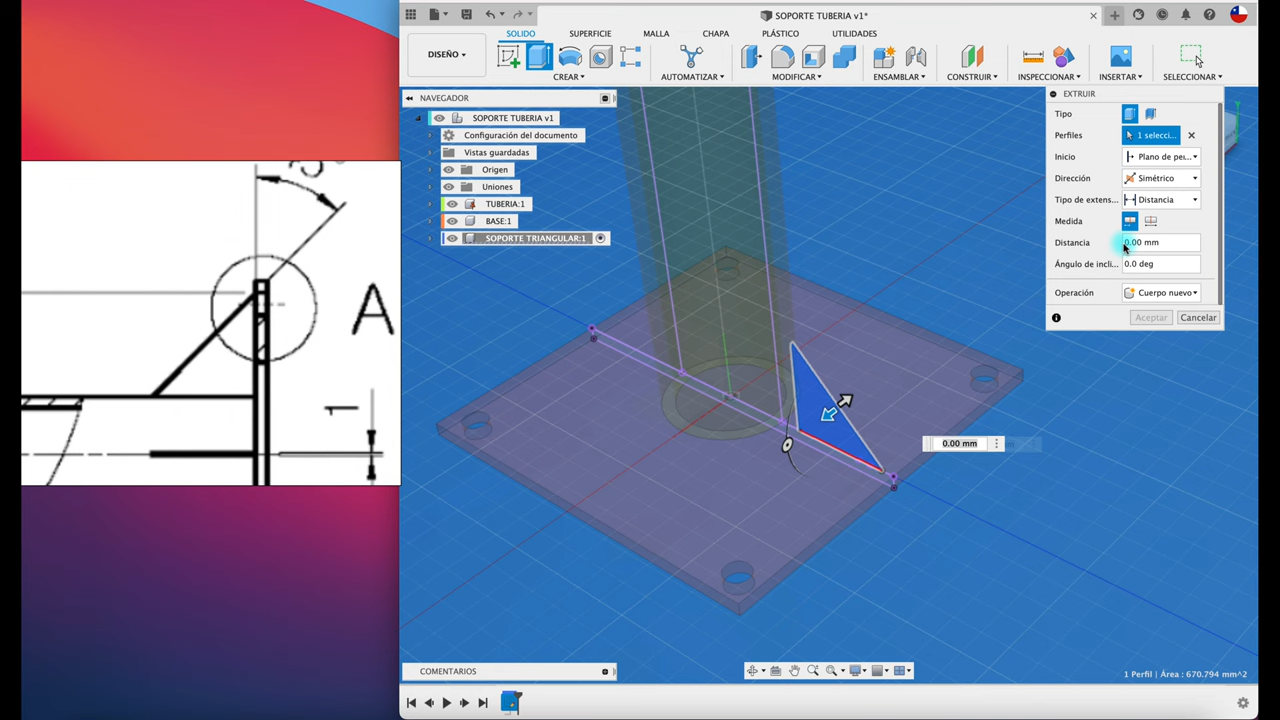 SOPORTE TUBERIA v1*
DISEÑO
SOLIDO
SUPERFICIE
MALLA
CHAPA
PLÁSTICO
UTILIDADES
CREAR
AUTOMATIZAR
MODIFICAR
ENSAMBLAR
CONSTRUIR
INSPECCIONAR
INSERTAR
SELECCIONAR
NAVEGADOR
SOPORTE TUBERIA v1
Configuración del documento
Vistas guardadas
Origen
Uniones
TUBERIA:1
BASE:1
SOPORTE TRIANGULAR:1
EXTRUIR
Tipo
Perfiles
1 selecci...
Inicio
Plano de pe...
Dirección
Simétrico
Tipo de extens...
Distancia
Medida
Distancia
0.00 mm
Ángulo de incli...
0.0 deg
Operación
Cuerpo nuevo
Aceptar
Cancelar
0.00 mm
A
1
COMENTARIOS
1 Perfil | Área : 670.794 mm^2